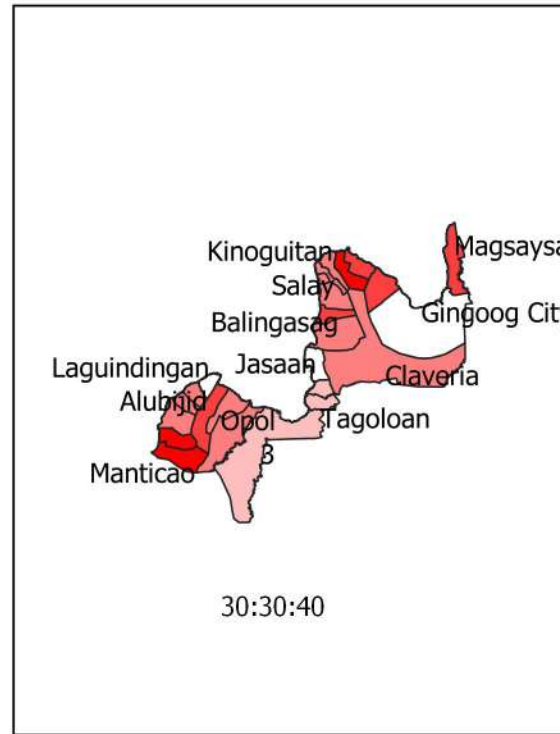 Magsaysa
Kinoguitan
Salay
Gingoog Cit
Balingasag
Jasaan
Laguindingan
Claveria
Alubijid
Opol
Tagoloan
3
Manticao
30:30:40